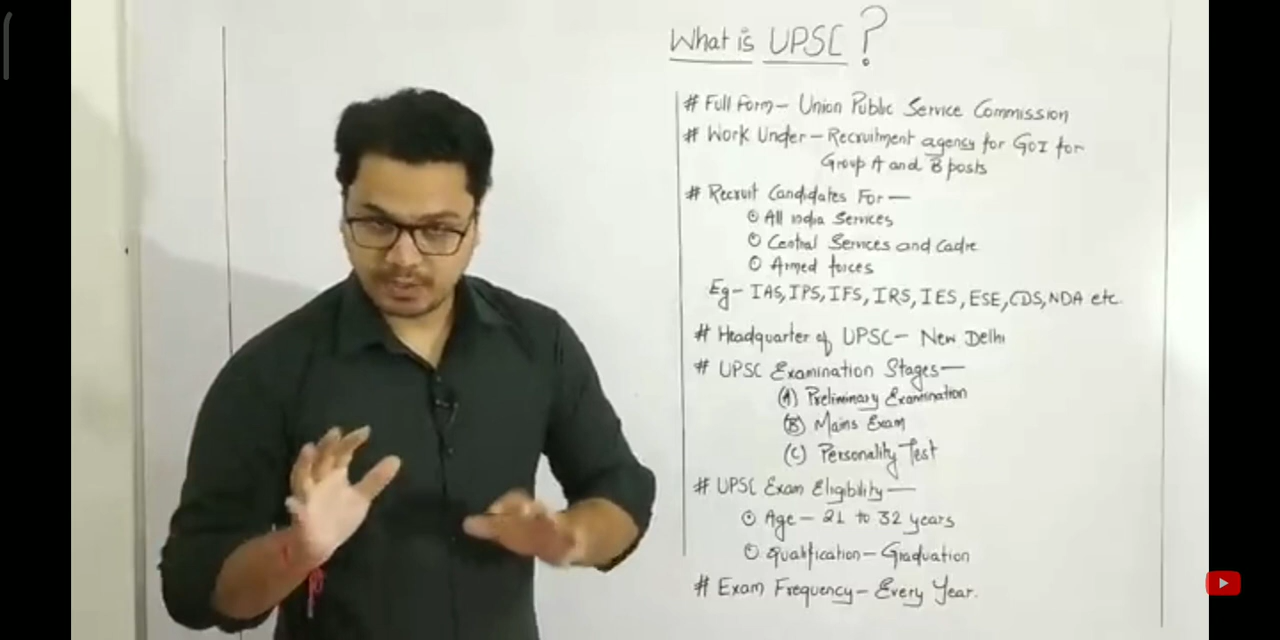 What is UPSC?
# Full Form - Union Public Service Commission
# Work Under - Recruitment agency for GOI for
Group A and B posts
# Recruit Candidates For -
⊙ All India Services
⊙ Central Services and Cadre
⊙ Armed forces
Eg - IAS, IPS, IFS, IRS, IES, ESE, CDS, NDA etc.
# Headquarter of UPSC - New Delhi
# UPSC Examination Stages -
(A) Preliminary Examination
(B) Mains Exam
(C) Personality Test
# UPSC Exam Eligibility -
⊙ Age - 21 to 32 years
⊙ Qualification - Graduation
# Exam Frequency - Every Year.